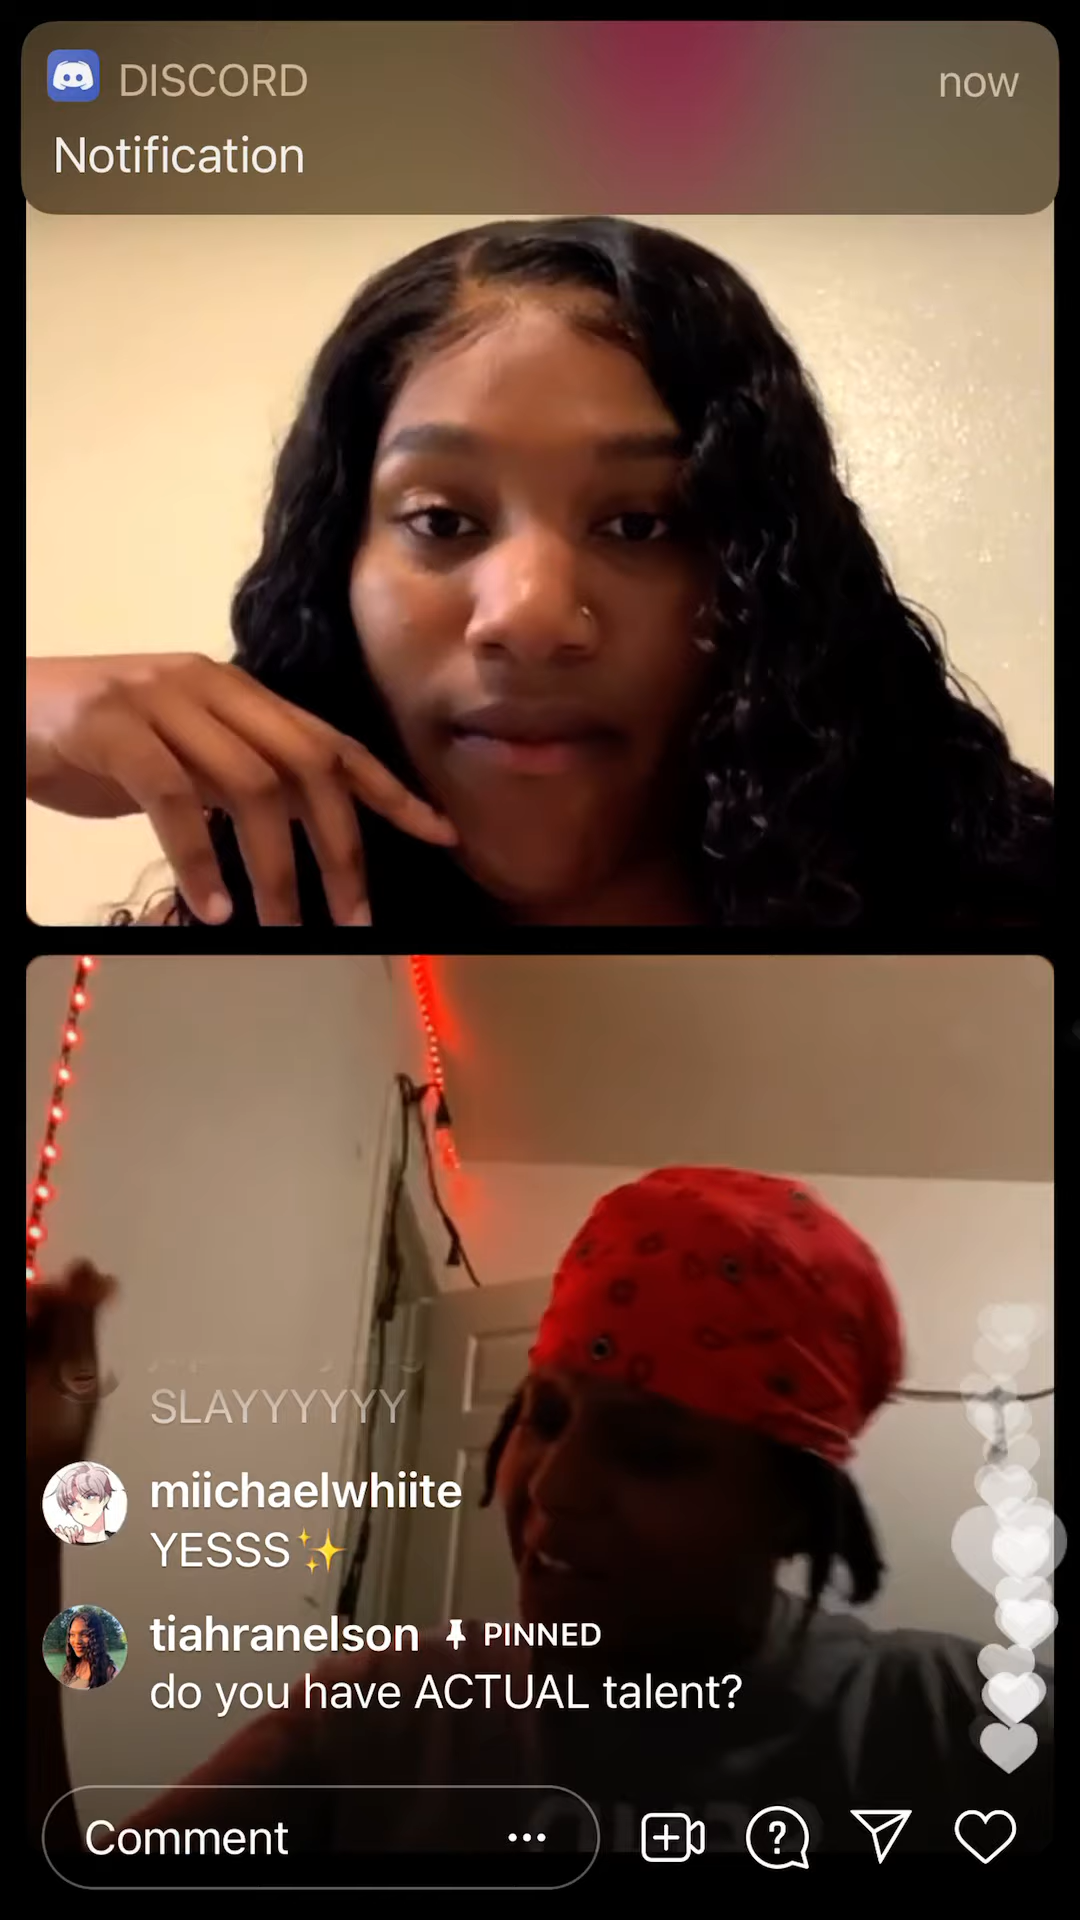 DISCORD
now
Notification
SLAYYYYYY
miichaelwhiite
YESSS✨
tiahranelson PINNED
do you have ACTUAL talent?
Comment